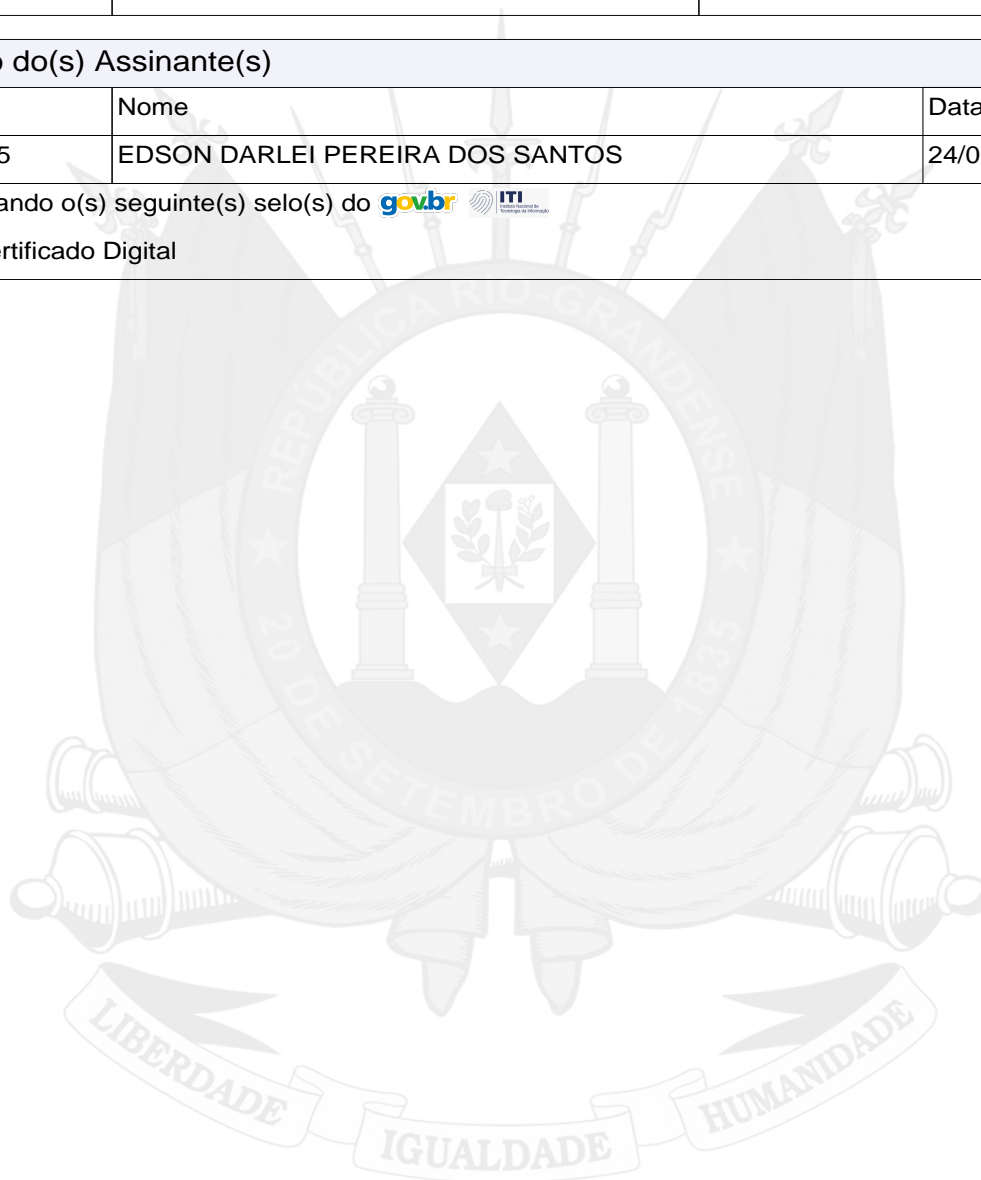 o do(s) Assinante(s)
Nome Data
5 EDSON DARLEI PEREIRA DOS SANTOS 24/0
ando o(s) seguinte(s) selo(s) do gov.br ITI
rtificado Digital
REPÚBLICA RIO-GRANDENSE
20 DE SETEMBRO DE 1835
LIBERDADE
IGUALDADE
HUMANIDADE